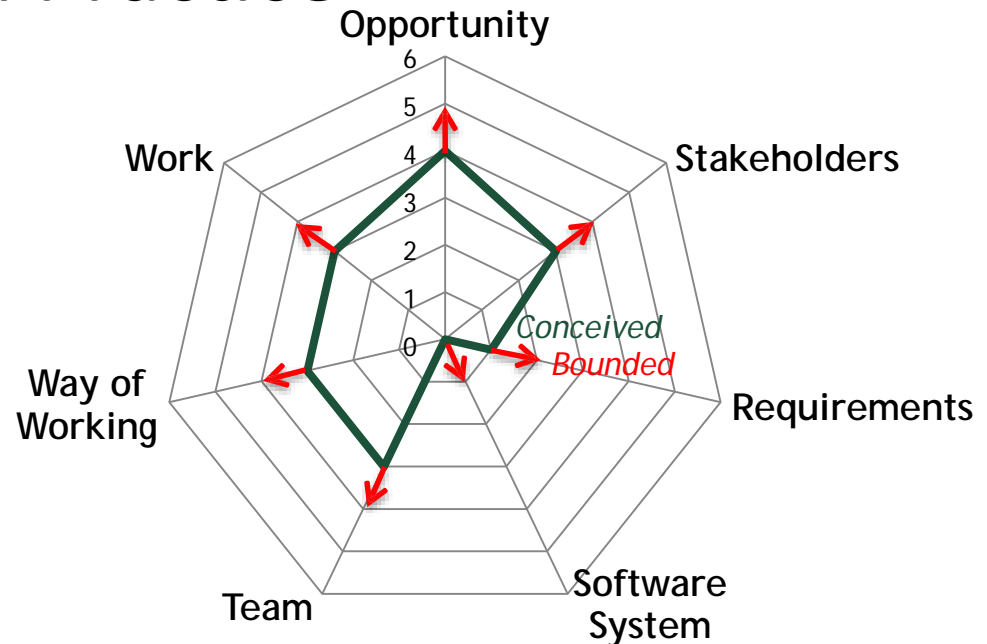 Opportunity
6
5
4
3
2
1
0
Work
Stakeholders
Conceived
Bounded
Way of
Working
Requirements
Team
Software
System